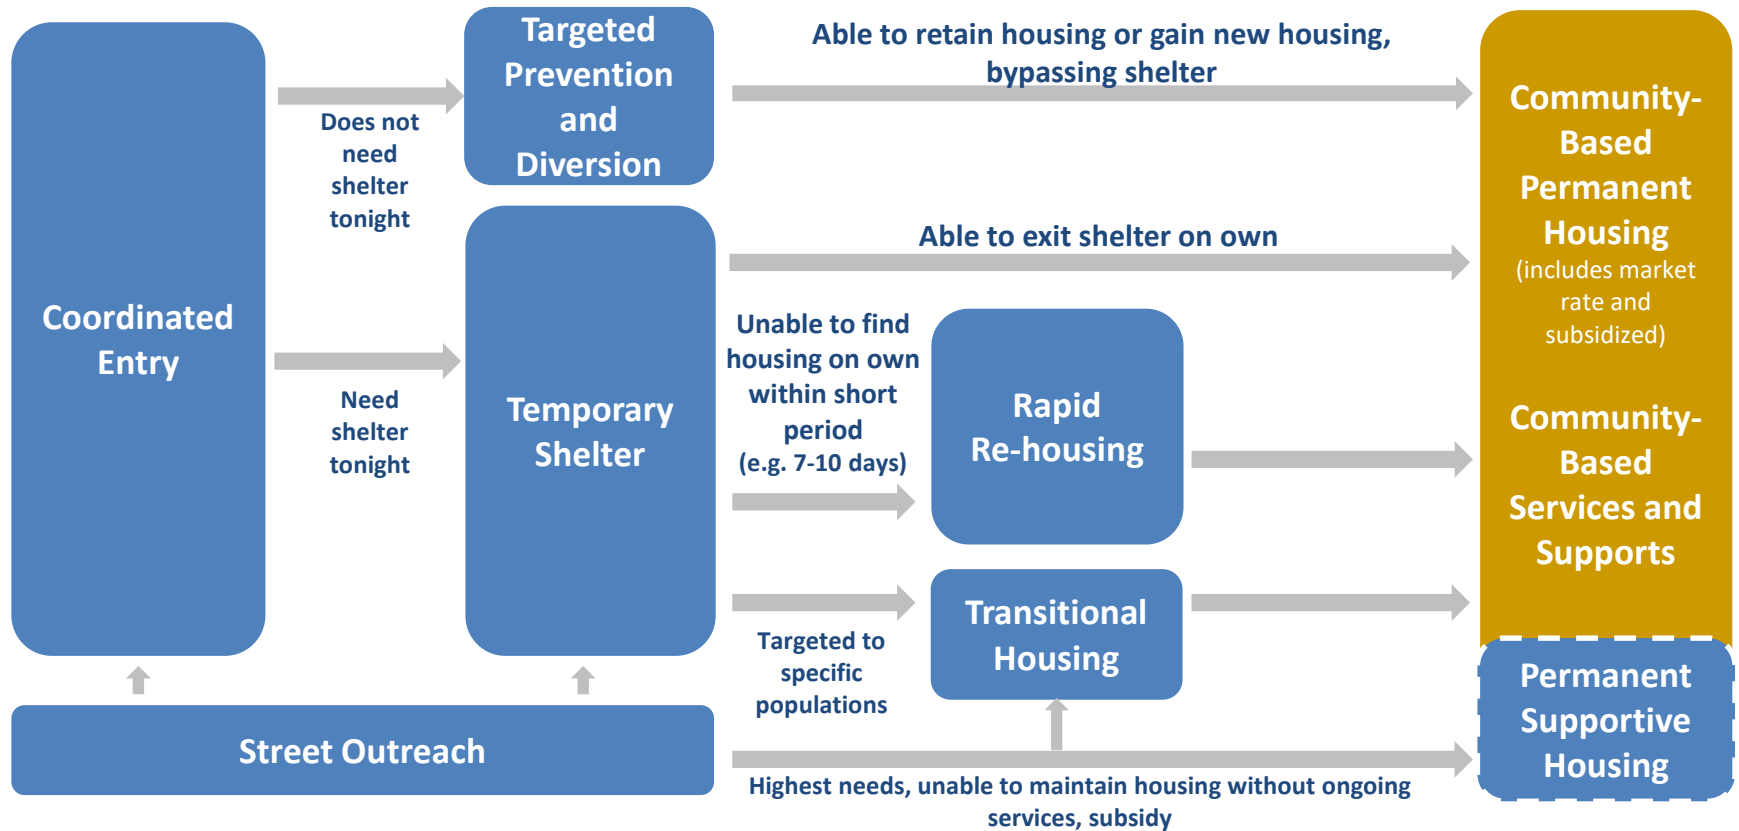 Coordinated
Entry
Does not
need
shelter
tonight
Need
shelter
tonight
Targeted
Prevention
and
Diversion
Temporary
Shelter
Street Outreach
Able to retain housing or gain new housing,
bypassing shelter
Able to exit shelter on own
Unable to find
housing on own
within short
period
(e.g. 7-10 days)
Rapid
Re-housing
Targeted to
specific
populations
Transitional
Housing
Highest needs, unable to maintain housing without ongoing
services, subsidy
Community-
Based
Permanent
Housing
(includes market
rate and
subsidized)
Community-
Based
Services and
Supports
Permanent
Supportive
Housing